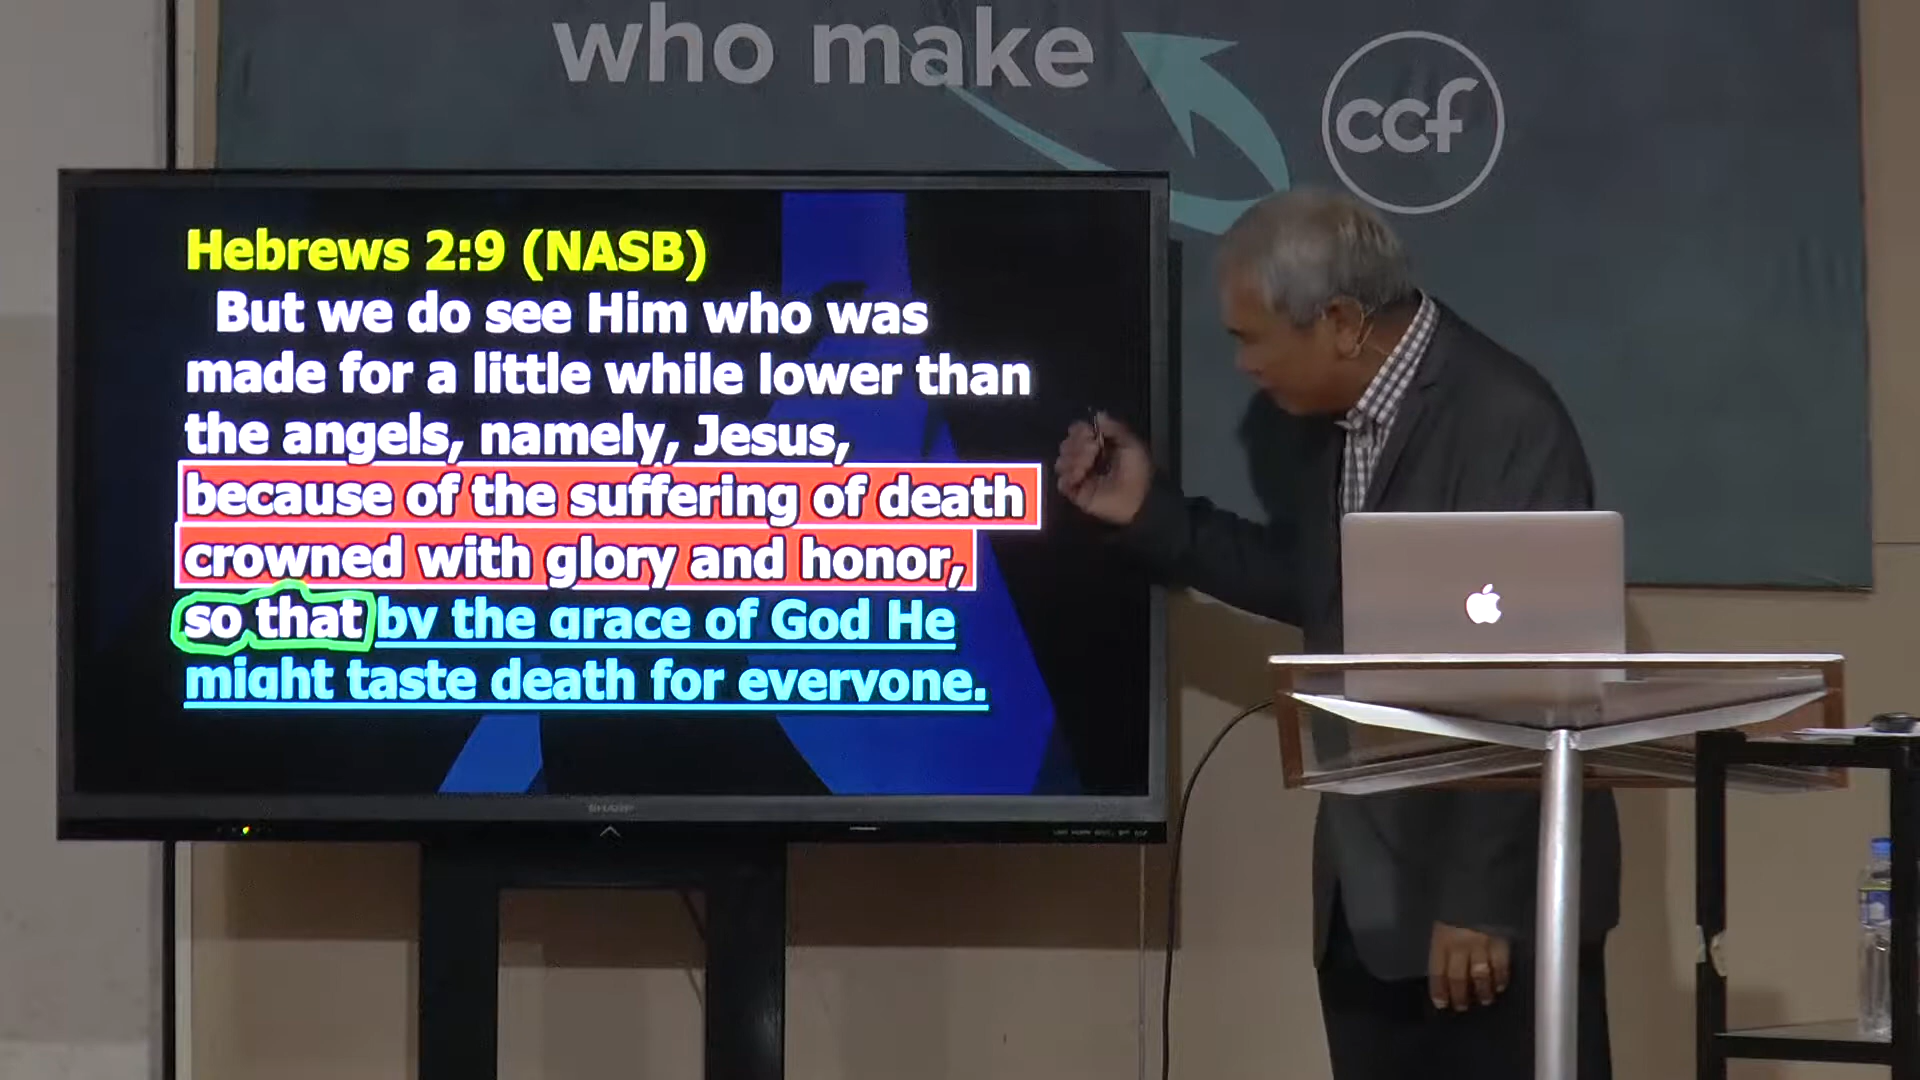 who make
ccf
Hebrews 2:9 (NASB)
But we do see Him who was
made for a little while lower than
the angels, namely, Jesus,
because of the suffering of death
crowned with glory and honor,
so that by the grace of God He
might taste death for everyone.
SHARP